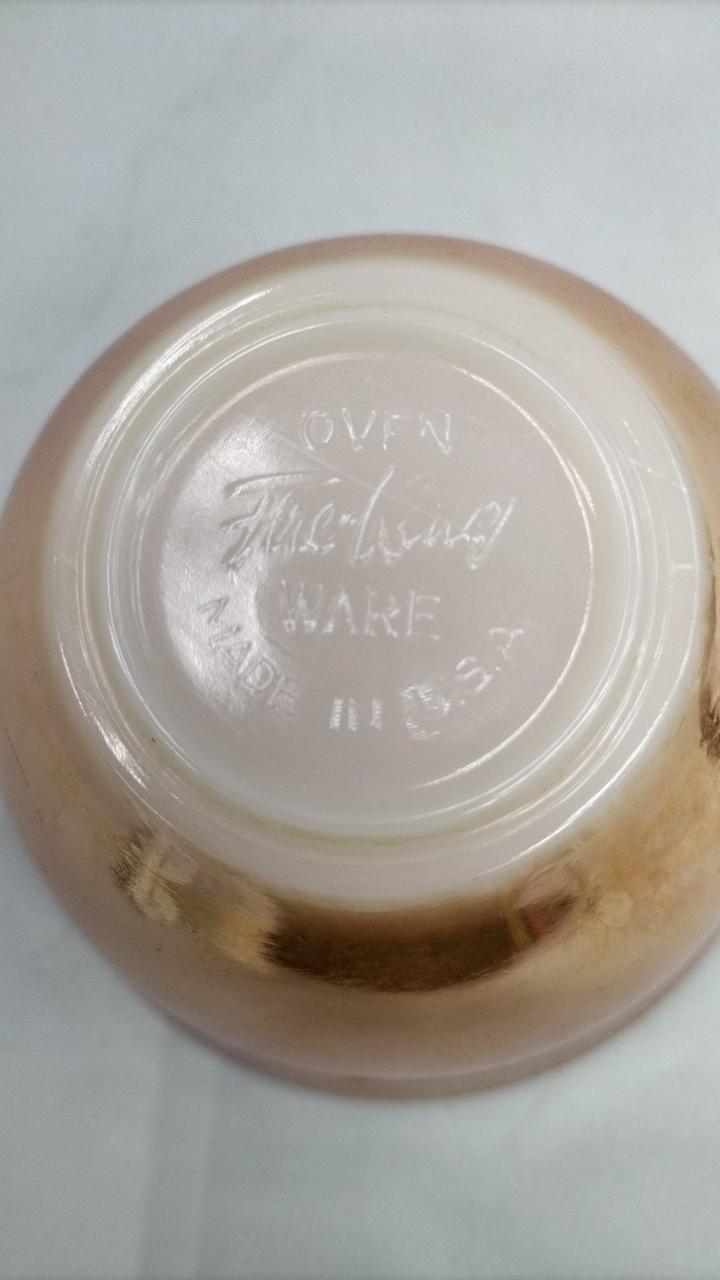 OVEN
Fire-King
WARE
MADE IN U.S.A